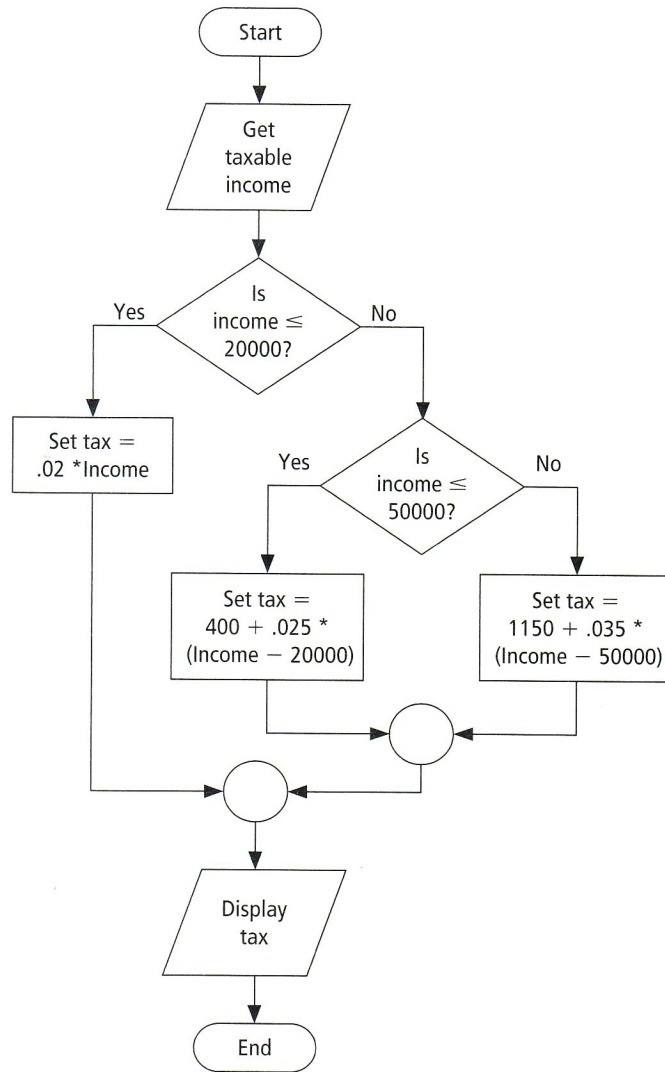 Start
Get
taxable
income
Is
income ≤
20000?
Yes
No
Set tax =
.02 *Income
Is
income ≤
50000?
Yes
No
Set tax =
400 + .025 *
(Income − 20000)
Set tax =
1150 + .035 *
(Income − 50000)
Display
tax
End